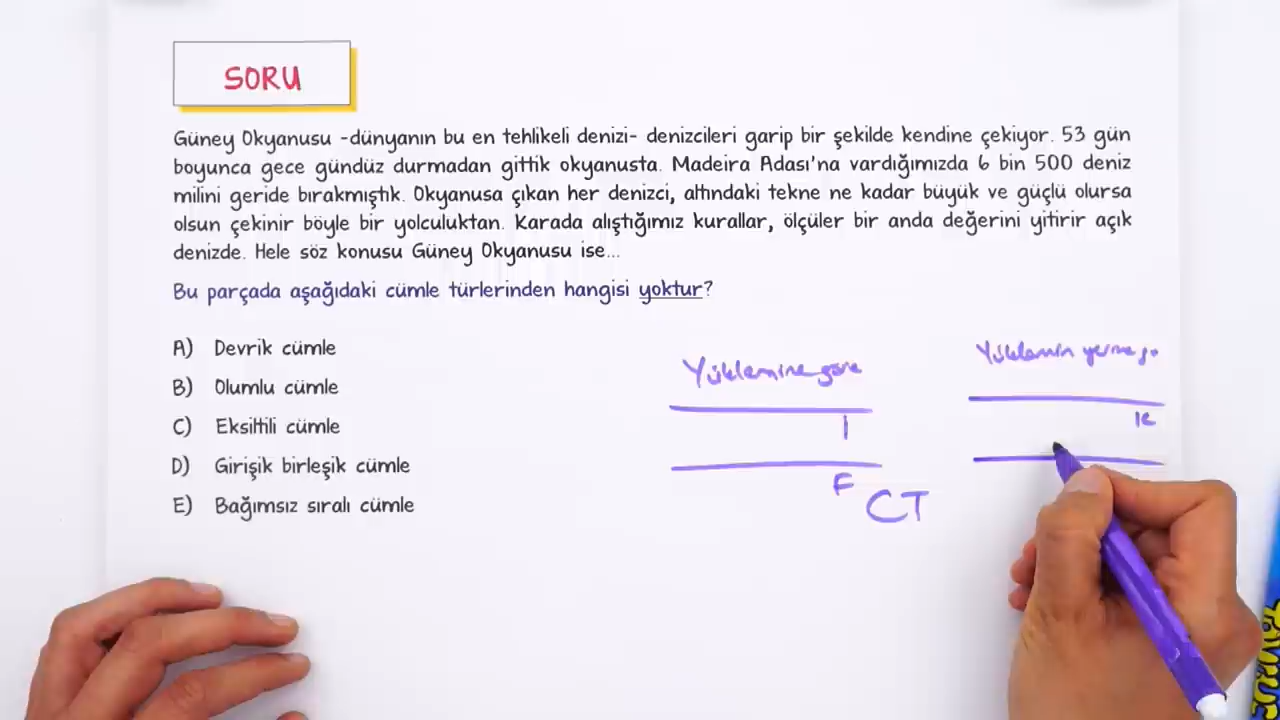 SORU
Güney Okyanusu -dünyanın bu en tehlikeli denizi- denizcileri garip bir şekilde kendine çekiyor. 53 gün
boyunca gece gündüz durmadan gittik okyanusta. Madeira Adası'na vardığımızda 6 bin 500 deniz
milini geride bırakmıştık. Okyanusa çıkan her denizci, altındaki tekne ne kadar büyük ve güçlü olursa
olsun çekinir böyle bir yolculuktan. Karada alıştığımız kurallar, ölçüler bir anda değerini yitirir açık
denizde. Hele söz konusu Güney Okyanusu ise...
Bu parçada aşağıdaki cümle türlerinden hangisi yoktur?
A) Devrik cümle
B) Olumlu cümle
C) Eksiltili cümle
D) Girişik birleşik cümle
E) Bağımsız sıralı cümle
Yüklemine göre
İ
F
CT
Yüklemin yerine
K